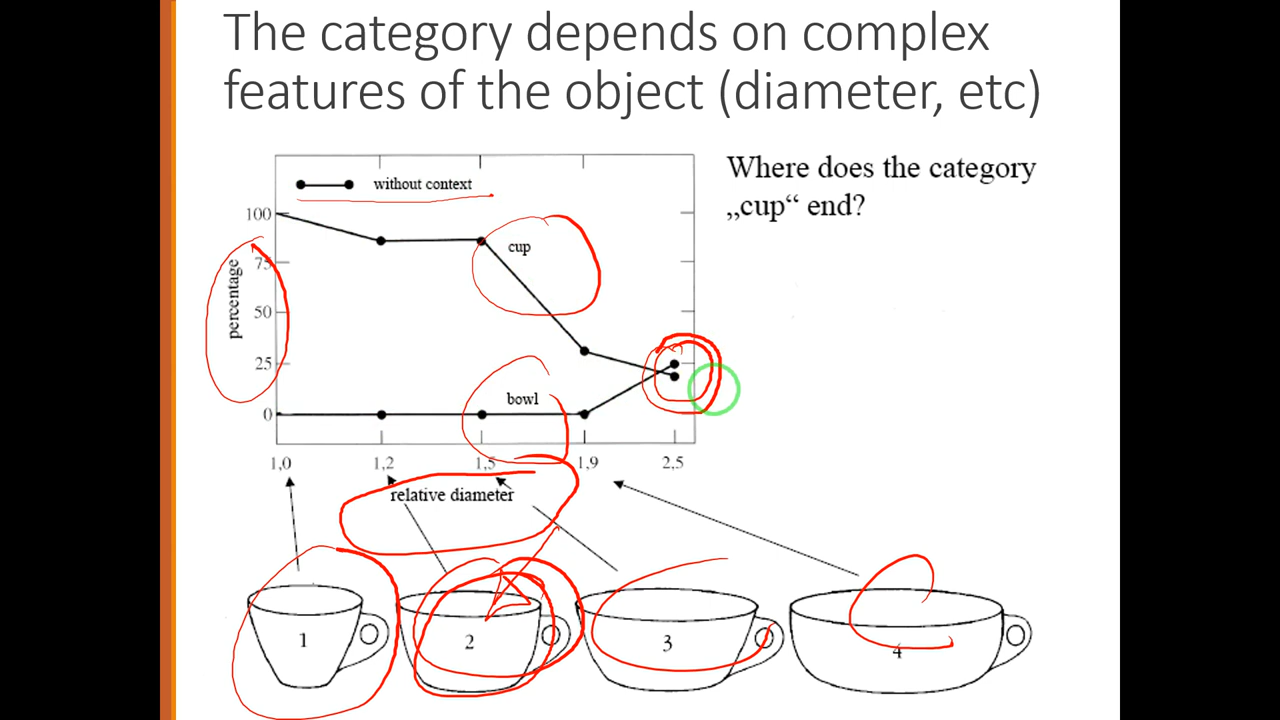 The category depends on complex
features of the object (diameter, etc)
Where does the category
„cup“ end?
without context
100
75
50
25
0
percentage
cup
bowl
1,0
1,2
1,5
1,9
2,5
relative diameter
1
2
3
4